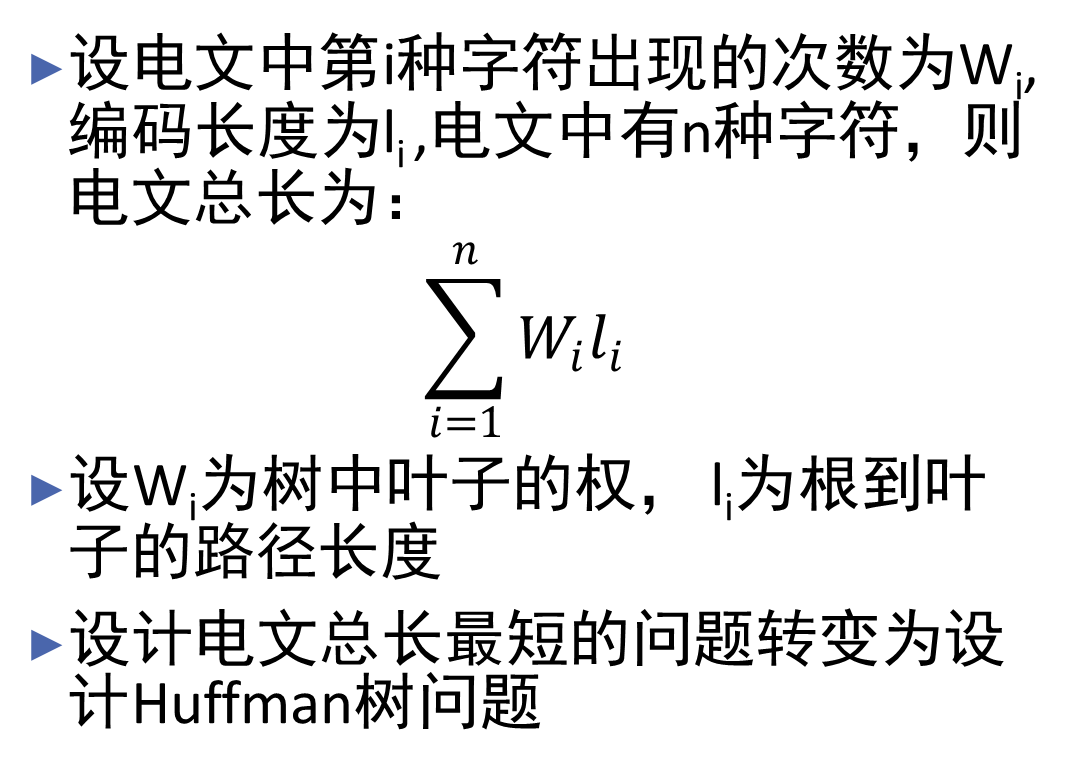 ▶设电文中第i种字符出现的次数为Wᵢ,
编码长度为lᵢ,电文中有n种字符，则
电文总长为：
n
∑ Wᵢlᵢ
i=1
▶设Wᵢ为树中叶子的权， lᵢ为根到叶
子的路径长度
▶设计电文总长最短的问题转变为设
计Huffman树问题